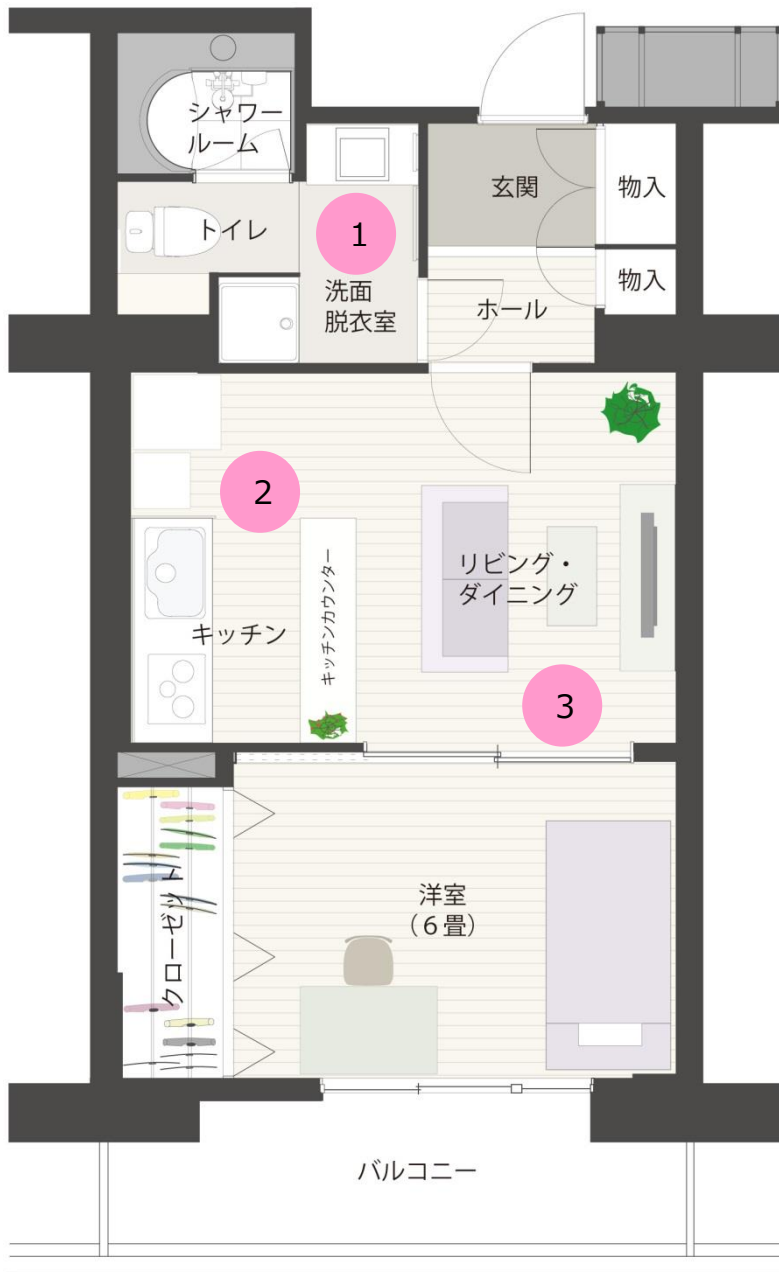 シャワー
ルーム
トイレ
1
洗面
脱衣室
玄関
物入
物入
ホール
2
キッチン
キッチンカウンター
リビング・
ダイニング
3
クローゼット
洋室
（６畳）
バルコニー